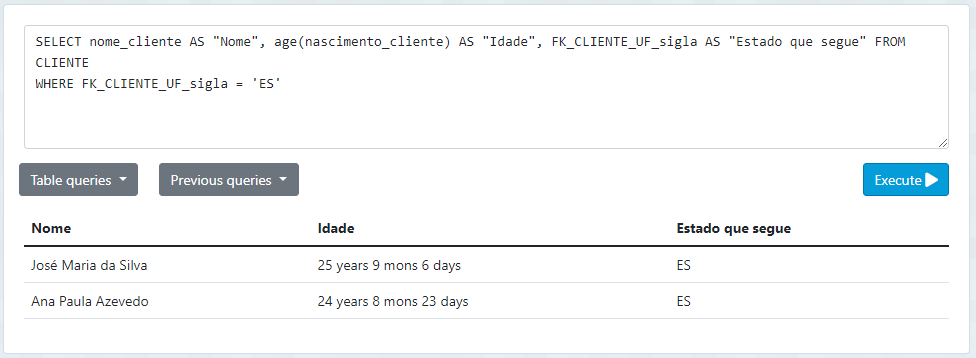 SELECT nome_cliente AS "Nome", age(nascimento_cliente) AS "Idade", FK_CLIENTE_UF_sigla AS "Estado que segue" FROM
CLIENTE
WHERE FK_CLIENTE_UF_sigla = 'ES'
Table queries Previous queries Execute
Nome Idade Estado que segue
José Maria da Silva 25 years 9 mons 6 days ES
Ana Paula Azevedo 24 years 8 mons 23 days ES